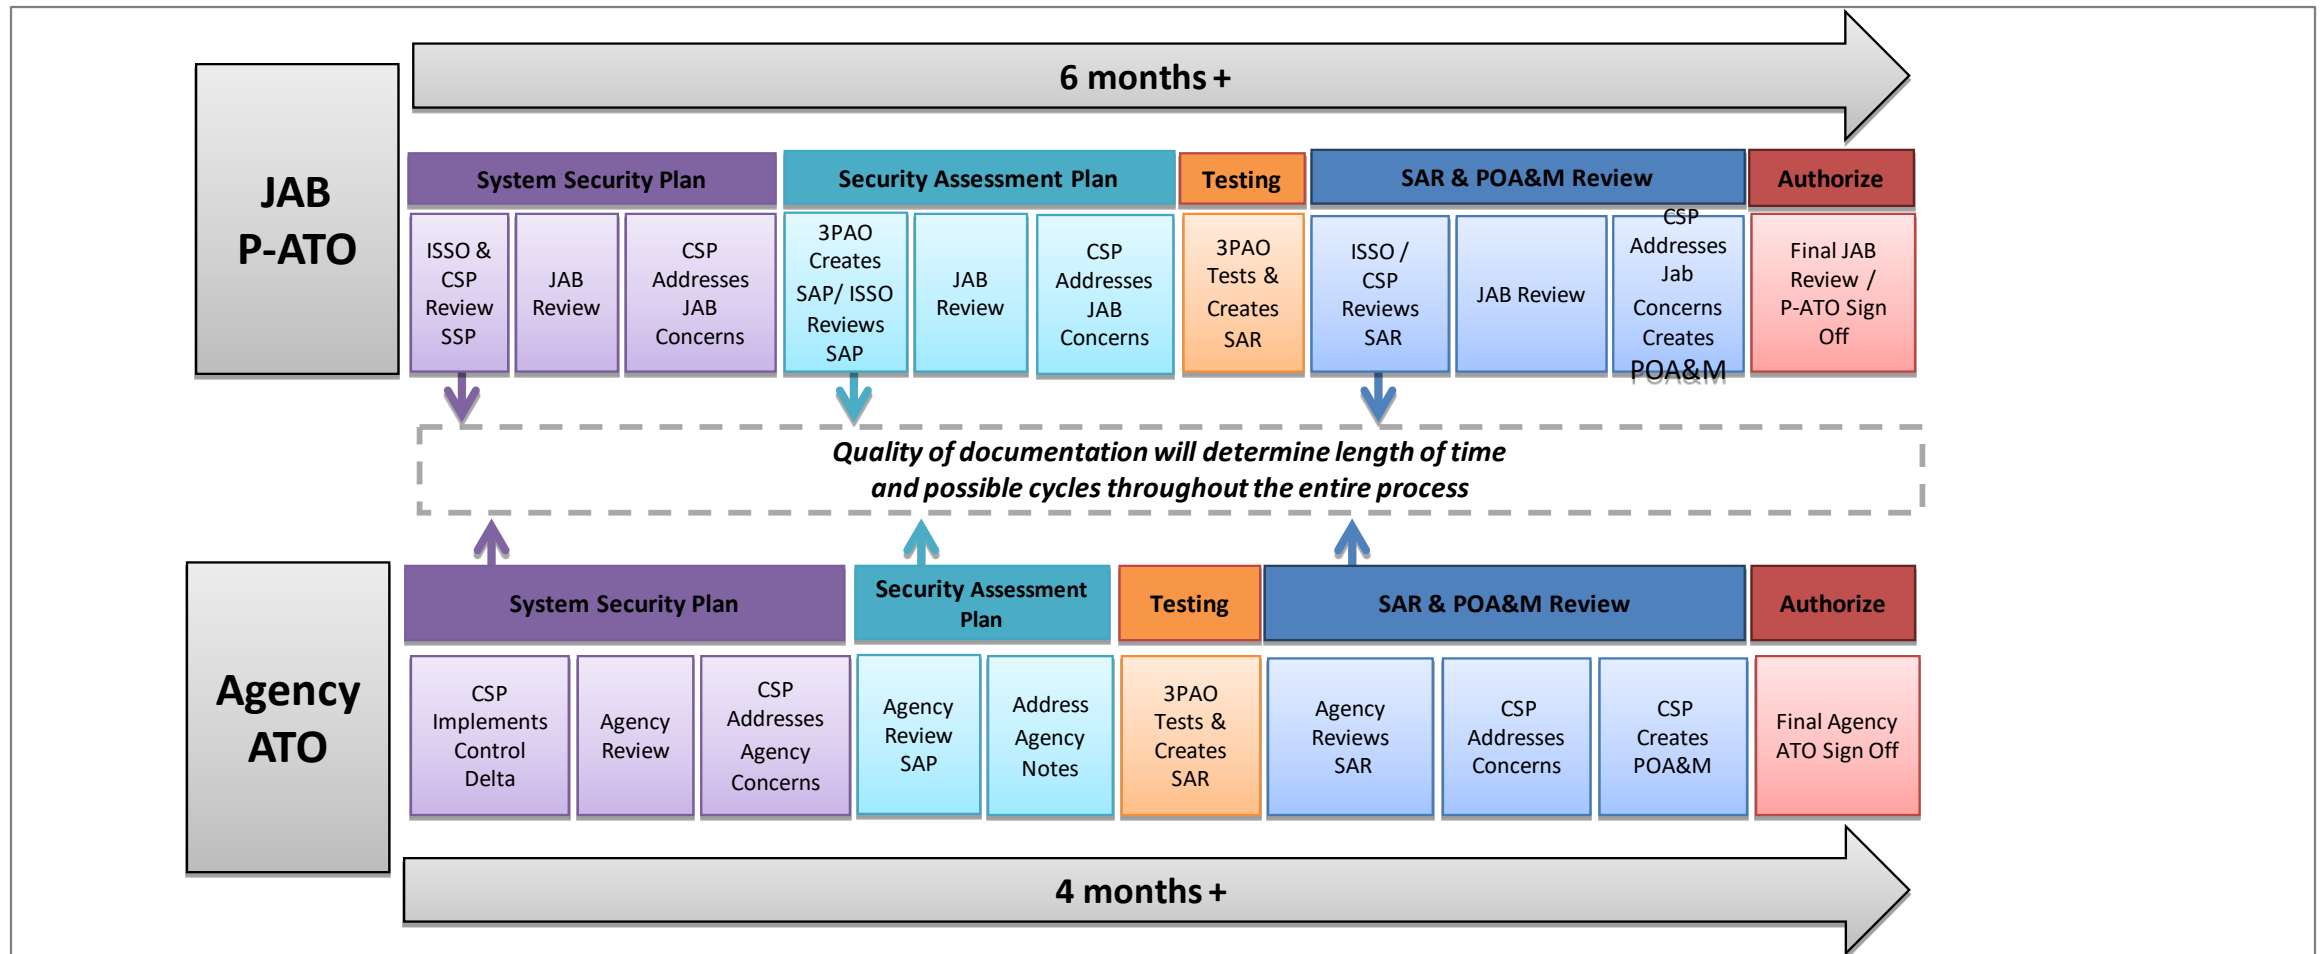 6 months +
JAB
P-ATO
System Security Plan
Security Assessment Plan
Testing
SAR & POA&M Review
Authorize
ISSO &
CSP
Review
SSP
JAB
Review
CSP
Addresses
JAB
Concerns
3PAO
Creates
SAP/ ISSO
Reviews
SAP
JAB
Review
CSP
Addresses
JAB
Concerns
3PAO
Tests &
Creates
SAR
ISSO /
CSP
Reviews
SAR
JAB Review
CSP
Addresses
Jab
Concerns
Creates
POA&M
Final JAB
Review /
P-ATO Sign
Off
Quality of documentation will determine length of time
and possible cycles throughout the entire process
Agency
ATO
System Security Plan
Security Assessment
Plan
Testing
SAR & POA&M Review
Authorize
CSP
Implements
Control
Delta
Agency
Review
CSP
Addresses
Agency
Concerns
Agency
Review
SAP
Address
Agency
Notes
3PAO
Tests &
Creates
SAR
Agency
Reviews
SAR
CSP
Addresses
Concerns
CSP
Creates
POA&M
Final Agency
ATO Sign Off
4 months +